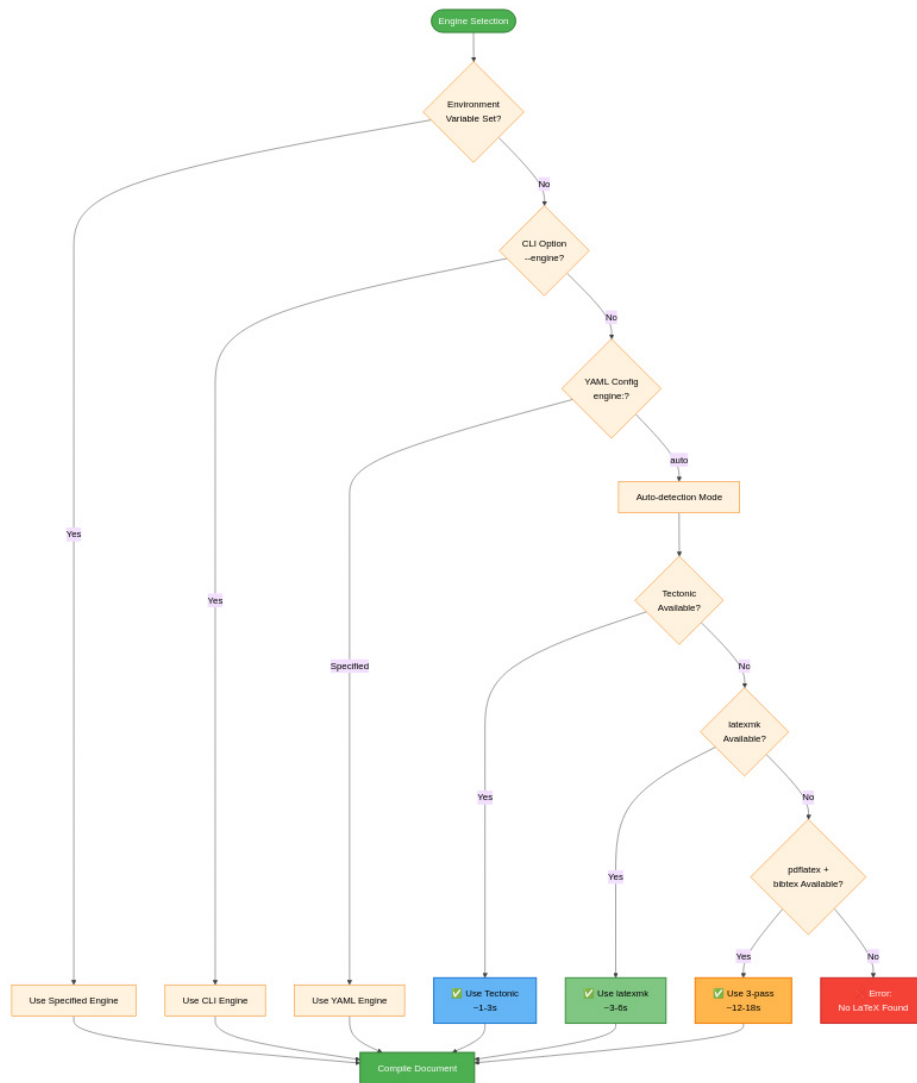 Engine Selection
Environment
Variable Set?
No
CLI Option
--engine?
No
YAML Config
engine:?
auto
Auto-detection Mode
Yes
Tectonic
Available?
Yes
Specified
No
latexmk
Available?
Yes
No
Yes
pdflatex +
bibtex Available?
Yes
No
Use Specified Engine
Use CLI Engine
Use YAML Engine
✅ Use Tectonic
~1-3s
✅ Use latexmk
~3-6s
✅ Use 3-pass
~12-18s
❌ Error:
No LaTeX Found
Compile Document